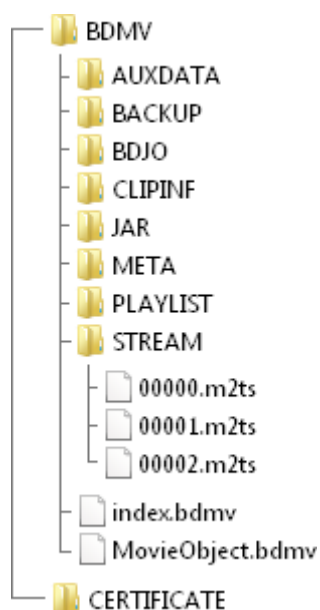 BDMV
AUXDATA
BACKUP
BDJO
CLIPINF
JAR
META
PLAYLIST
STREAM
00000.m2ts
00001.m2ts
00002.m2ts
index.bdmv
MovieObject.bdmv
CERTIFICATE